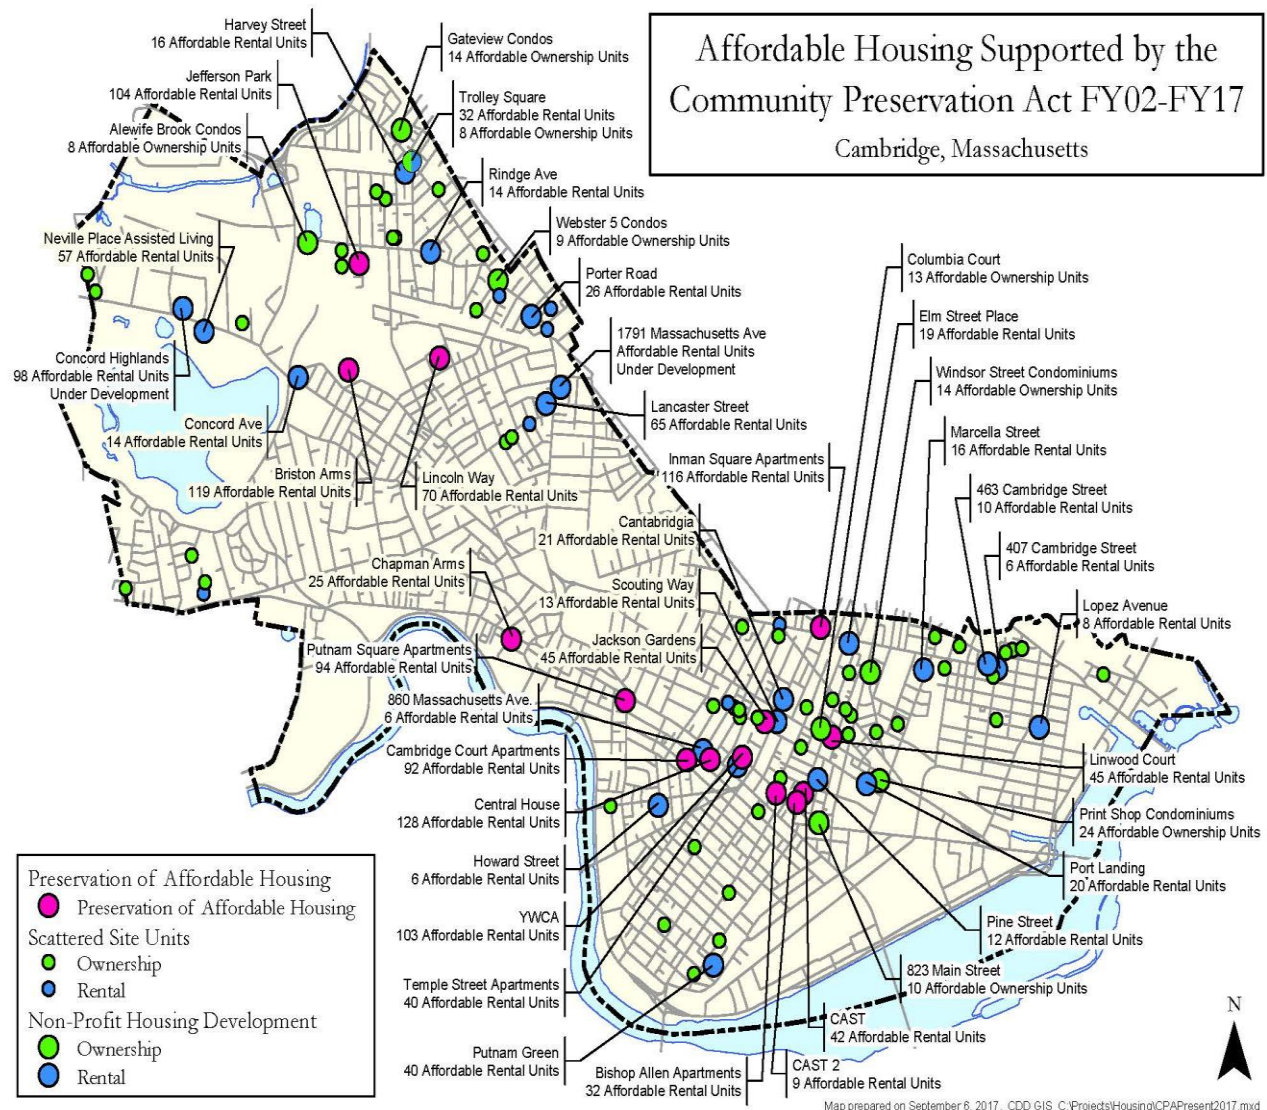 Affordable Housing Supported by the
Community Preservation Act FY02-FY17
Cambridge, Massachusetts
Harvey Street
16 Affordable Rental Units
Gateview Condos
14 Affordable Ownership Units
Jefferson Park
104 Affordable Rental Units
Trolley Square
32 Affordable Rental Units
8 Affordable Ownership Units
Alewife Brook Condos
8 Affordable Ownership Units
Rindge Ave
14 Affordable Rental Units
Webster 5 Condos
9 Affordable Ownership Units
Neville Place Assisted Living
57 Affordable Rental Units
Porter Road
26 Affordable Rental Units
Columbia Court
13 Affordable Ownership Units
Elm Street Place
19 Affordable Rental Units
1791 Massachusetts Ave
Affordable Rental Units
Under Development
Concord Highlands
98 Affordable Rental Units
Under Development
Windsor Street Condominiums
14 Affordable Ownership Units
Lancaster Street
65 Affordable Rental Units
Concord Ave
14 Affordable Rental Units
Marcella Street
16 Affordable Rental Units
Inman Square Apartments
116 Affordable Rental Units
Briston Arms
119 Affordable Rental Units
Lincoln Way
70 Affordable Rental Units
463 Cambridge Street
10 Affordable Rental Units
Cantabridgia
21 Affordable Rental Units
407 Cambridge Street
6 Affordable Rental Units
Chapman Arms
25 Affordable Rental Units
Scouting Way
13 Affordable Rental Units
Lopez Avenue
8 Affordable Rental Units
Jackson Gardens
45 Affordable Rental Units
Putnam Square Apartments
94 Affordable Rental Units
860 Massachusetts Ave.
6 Affordable Rental Units
Cambridge Court Apartments
92 Affordable Rental Units
Linwood Court
45 Affordable Rental Units
Central House
128 Affordable Rental Units
Print Shop Condominiums
24 Affordable Ownership Units
Howard Street
6 Affordable Rental Units
Port Landing
20 Affordable Rental Units
YWCA
103 Affordable Rental Units
Pine Street
12 Affordable Rental Units
Temple Street Apartments
40 Affordable Rental Units
823 Main Street
10 Affordable Ownership Units
CAST
42 Affordable Rental Units
Putnam Green
40 Affordable Rental Units
Bishop Allen Apartments
32 Affordable Rental Units
CAST 2
9 Affordable Rental Units
Preservation of Affordable Housing
Preservation of Affordable Housing
Scattered Site Units
Ownership
Rental
Non-Profit Housing Development
Ownership
Rental
N
Map prepared on September 6, 2017. CDD GIS C:\Projects\Housing\CPAPresent2017.mxd